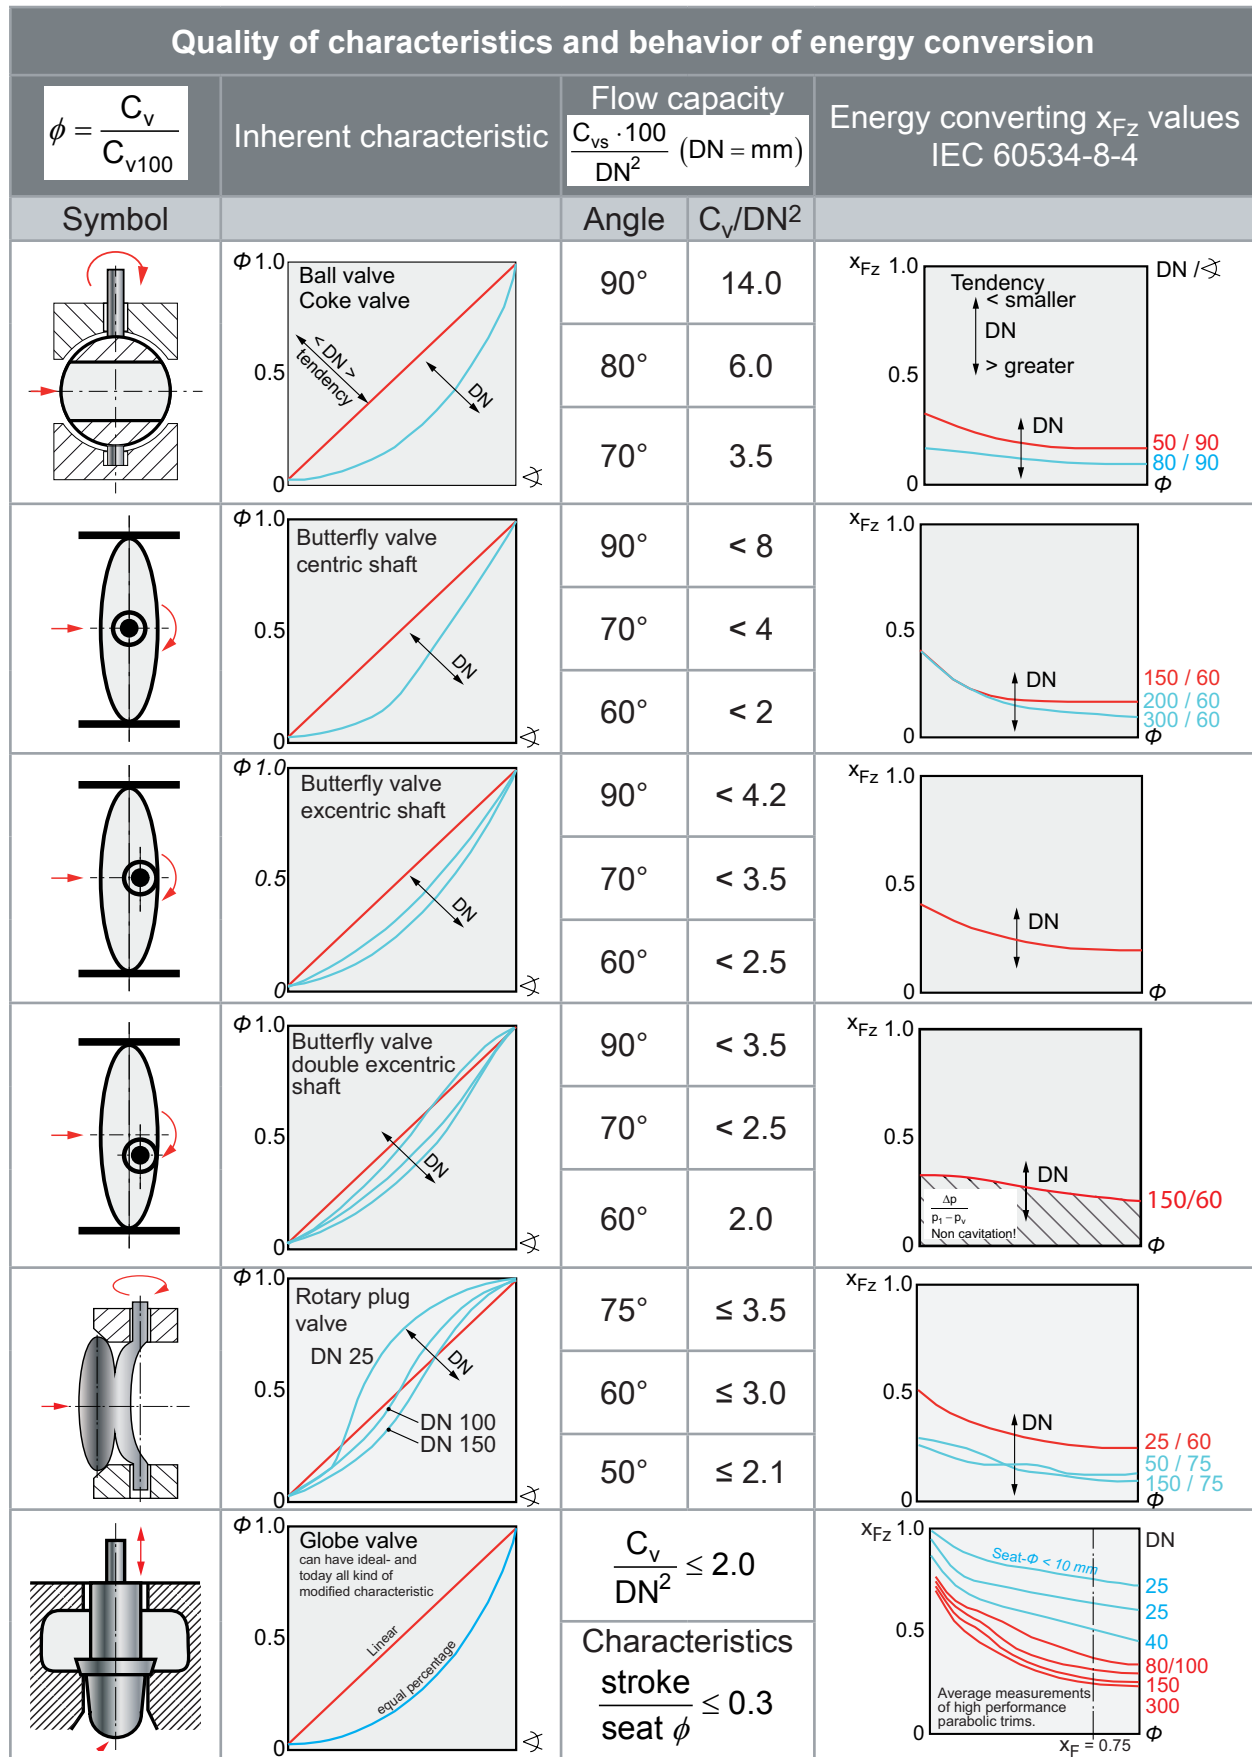 Quality of characteristics and behavior of energy conversion
ϕ = Cv / Cv100
Inherent characteristic
Flow capacity
Cvs · 100 / DN² (DN = mm)
Energy converting xFz values
IEC 60534-8-4
Symbol
Angle
Cv/DN²
Φ 1.0
0.5
0
Ball valve
Coke valve
< DN >
tendency
DN
90°
14.0
80°
6.0
70°
3.5
xFz 1.0
0.5
0
Tendency
< smaller
DN
> greater
DN
DN /∢
50 / 90
80 / 90
Φ
Φ 1.0
0.5
0
Butterfly valve
centric shaft
DN
90°
< 8
70°
< 4
60°
< 2
xFz 1.0
0.5
0
DN
150 / 60
200 / 60
300 / 60
Φ
Φ 1.0
0.5
0
Butterfly valve
excentric shaft
DN
90°
< 4.2
70°
< 3.5
60°
< 2.5
xFz 1.0
0.5
0
DN
Φ
Φ 1.0
0.5
0
Butterfly valve
double excentric
shaft
DN
90°
< 3.5
70°
< 2.5
60°
2.0
xFz 1.0
0.5
0
DN
Δp / p1 – pv
Non cavitation!
150/60
Φ
Φ 1.0
0.5
0
Rotary plug
valve
DN 25
DN
DN 100
DN 150
75°
≤ 3.5
60°
≤ 3.0
50°
≤ 2.1
xFz 1.0
0.5
0
DN
25 / 60
50 / 75
150 / 75
Φ
Φ 1.0
0.5
0
Globe valve
can have ideal- and
today all kind of
modified characteristic
Linear
equal percentage
Cv / DN² ≤ 2.0
Characteristics
stroke / seat ϕ ≤ 0.3
xFz 1.0
0.5
0
Seat-Φ < 10 mm
DN
25
25
40
80/100
150
300
Average measurements
of high performance
parabolic trims.
Φ
xF = 0.75